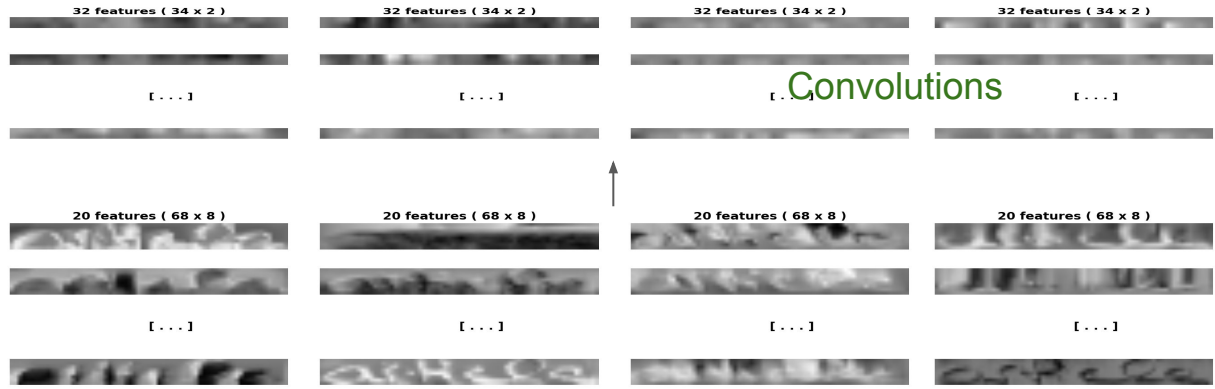 32 features ( 34 x 2 ) 32 features ( 34 x 2 ) 32 features ( 34 x 2 ) 32 features ( 34 x 2 )
Convolutions
[ . . . ] [ . . . ] [ . . . ] [ . . . ]
20 features ( 68 x 8 ) 20 features ( 68 x 8 ) 20 features ( 68 x 8 ) 20 features ( 68 x 8 )
[ . . . ] [ . . . ] [ . . . ] [ . . . ]